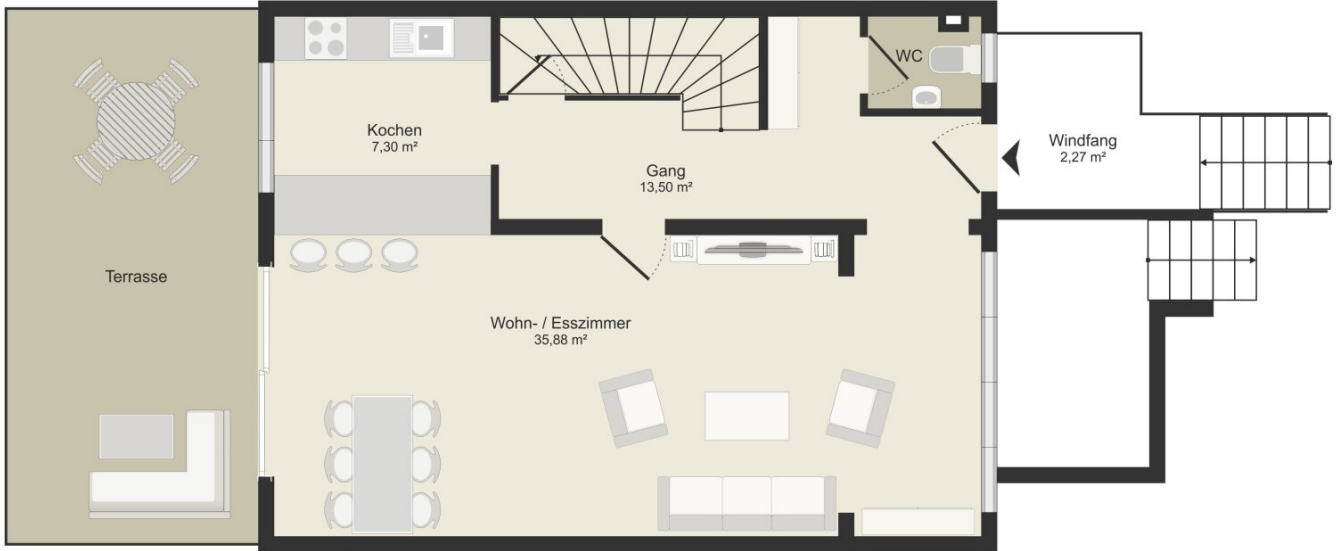 WC
Kochen
7,30 m²
Windfang
2,27 m²
Gang
13,50 m²
Terrasse
Wohn- / Esszimmer
35,88 m²